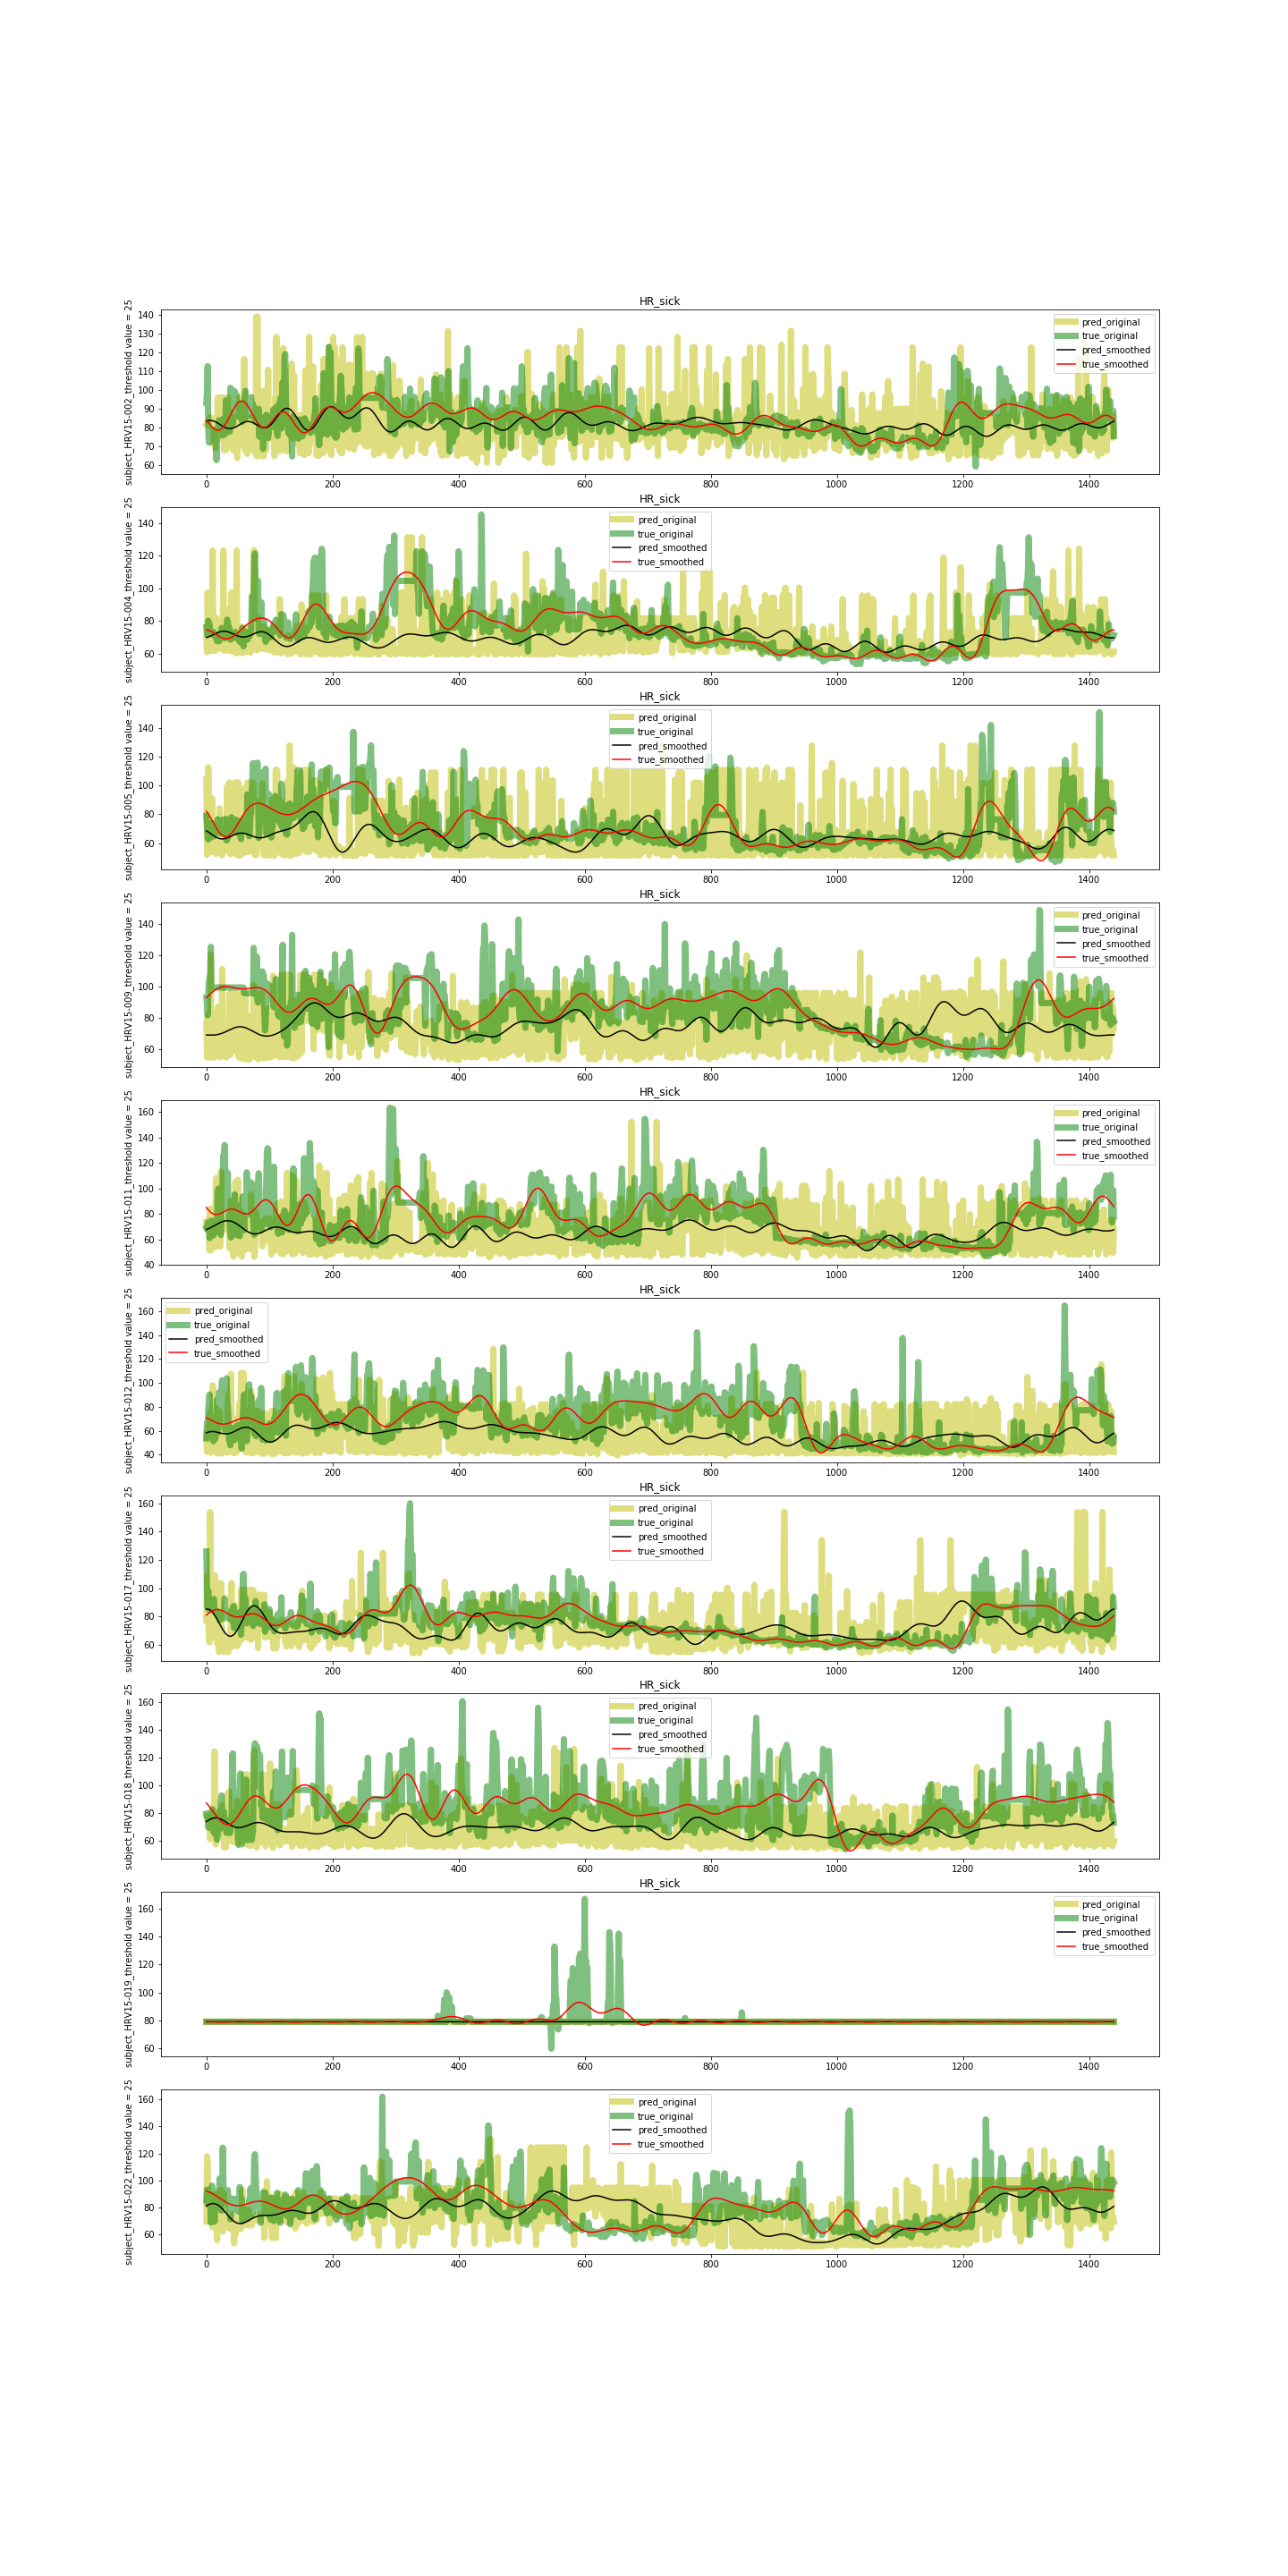 HR_sick
subject_HRV15-002_threshold value = 25
140
130
120
110
100
90
80
70
60
pred_original
true_original
pred_smoothed
true_smoothed
0 200 400 600 800 1000 1200 1400
HR_sick
subject_HRV15-004_threshold value = 25
140
120
100
80
60
pred_original
true_original
pred_smoothed
true_smoothed
0 200 400 600 800 1000 1200 1400
HR_sick
subject_HRV15-005_threshold value = 25
140
120
100
80
60
pred_original
true_original
pred_smoothed
true_smoothed
0 200 400 600 800 1000 1200 1400
HR_sick
subject_HRV15-009_threshold value = 25
140
120
100
80
60
pred_original
true_original
pred_smoothed
true_smoothed
0 200 400 600 800 1000 1200 1400
HR_sick
subject_HRV15-011_threshold value = 25
160
140
120
100
80
60
40
pred_original
true_original
pred_smoothed
true_smoothed
0 200 400 600 800 1000 1200 1400
HR_sick
subject_HRV15-012_threshold value = 25
160
140
120
100
80
60
40
pred_original
true_original
pred_smoothed
true_smoothed
0 200 400 600 800 1000 1200 1400
HR_sick
subject_HRV15-017_threshold value = 25
160
140
120
100
80
60
pred_original
true_original
pred_smoothed
true_smoothed
0 200 400 600 800 1000 1200 1400
HR_sick
subject_HRV15-018_threshold value = 25
160
140
120
100
80
60
pred_original
true_original
pred_smoothed
true_smoothed
0 200 400 600 800 1000 1200 1400
HR_sick
subject_HRV15-019_threshold value = 25
160
140
120
100
80
60
pred_original
true_original
pred_smoothed
true_smoothed
0 200 400 600 800 1000 1200 1400
subject_HRV15-022_threshold value = 25
160
140
120
100
80
60
pred_original
true_original
pred_smoothed
true_smoothed
0 200 400 600 800 1000 1200 1400